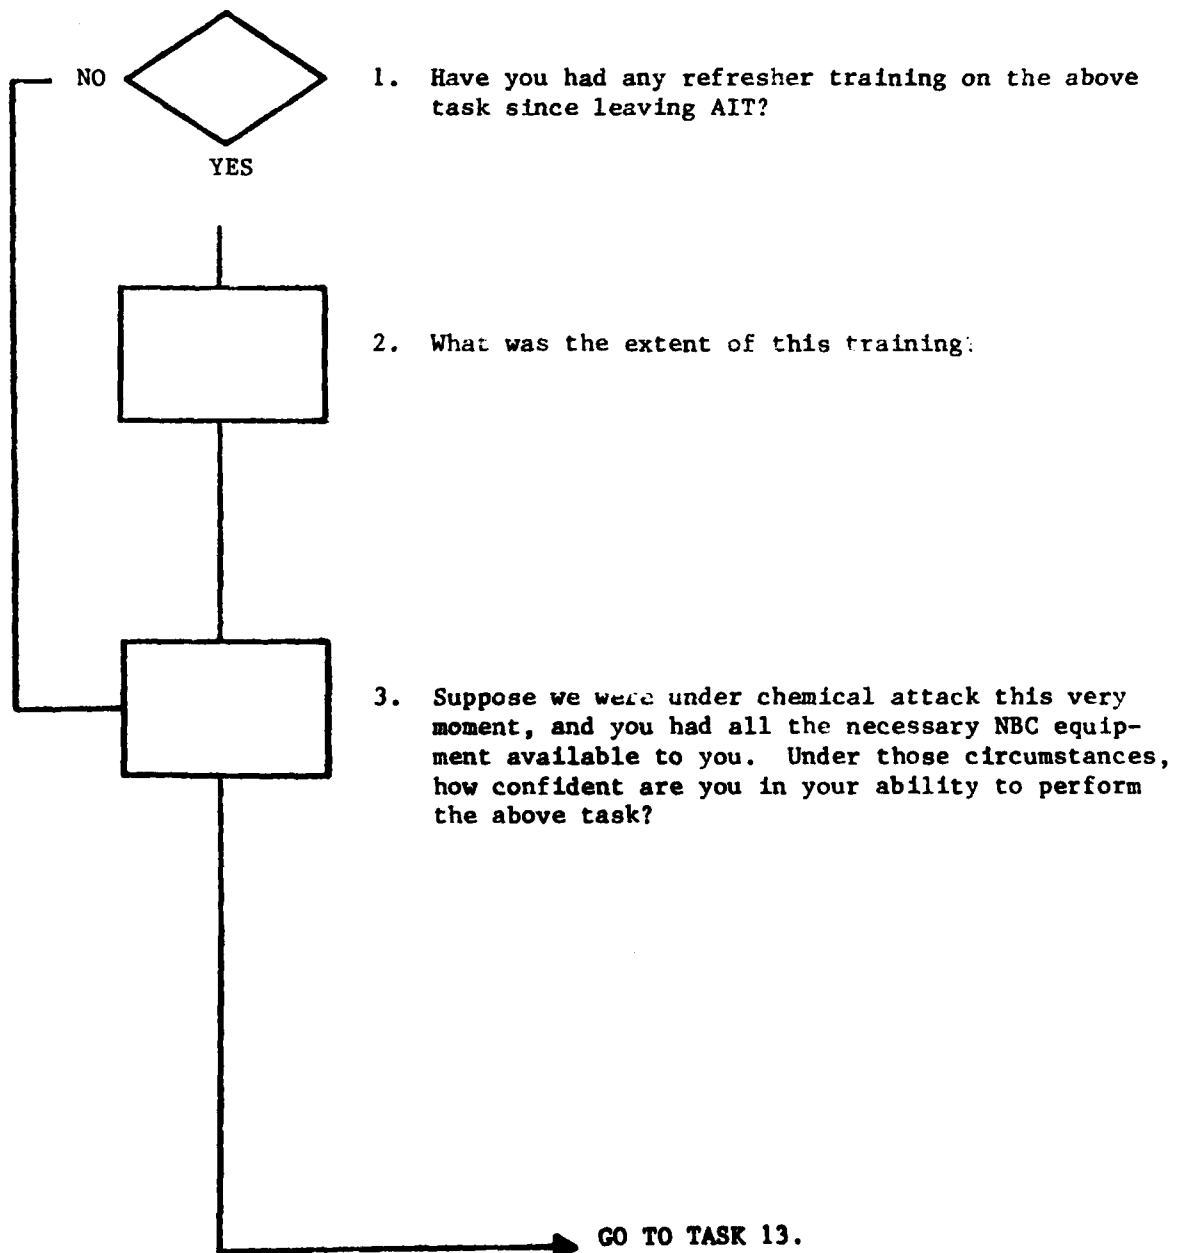 NO
1. Have you had any refresher training on the above
task since leaving AIT?
YES
2. What was the extent of this training
3. Suppose we were under chemical attack this very
moment, and you had all the necessary NBC equip-
ment available to you. Under those circumstances,
how confident are you in your ability to perform
the above task?
GO TO TASK 13.